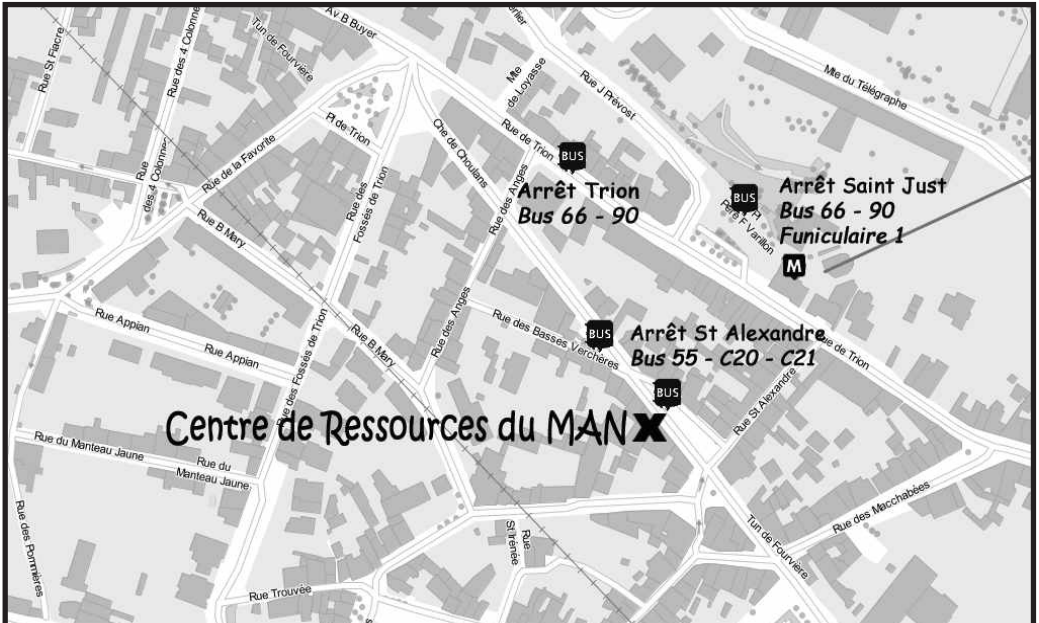 Av B Buyer
Tun de Fourvière
Rue St Fiacre
Rue des 4 Colonnes
Mte
de Loyasse
Rue J Prévost
Mte du Télégraphe
Pl de Trion
Rue de Trion
BUS
Rue de la Favorite
Che de Choulans
Rue
des 4 Colonnes
Rue des
Fossés de Trion
Rue des Anges
Arrêt Trion
Bus 66 - 90
BUS
Arrêt Saint Just
Bus 66 - 90
Funiculaire 1
Pl
Père F Varillon
M
Rue B Mary
Rue Appian
Rue Appian
Rue des Fossés de Trion
Rue B Mary
Rue des Anges
Rue des Basses Verchères
BUS
Arrêt St Alexandre
Bus 55 - C20 - C21
Rue de Trion
BUS
Rue St Alexandre
Centre de Ressources du MAN X
Rue du Manteau Jaune
Rue du
Manteau Jaune
Rue des Macchabées
Rue des Pommières
Rue
St Irénée
Tun de Fourvière
Rue Trouvée